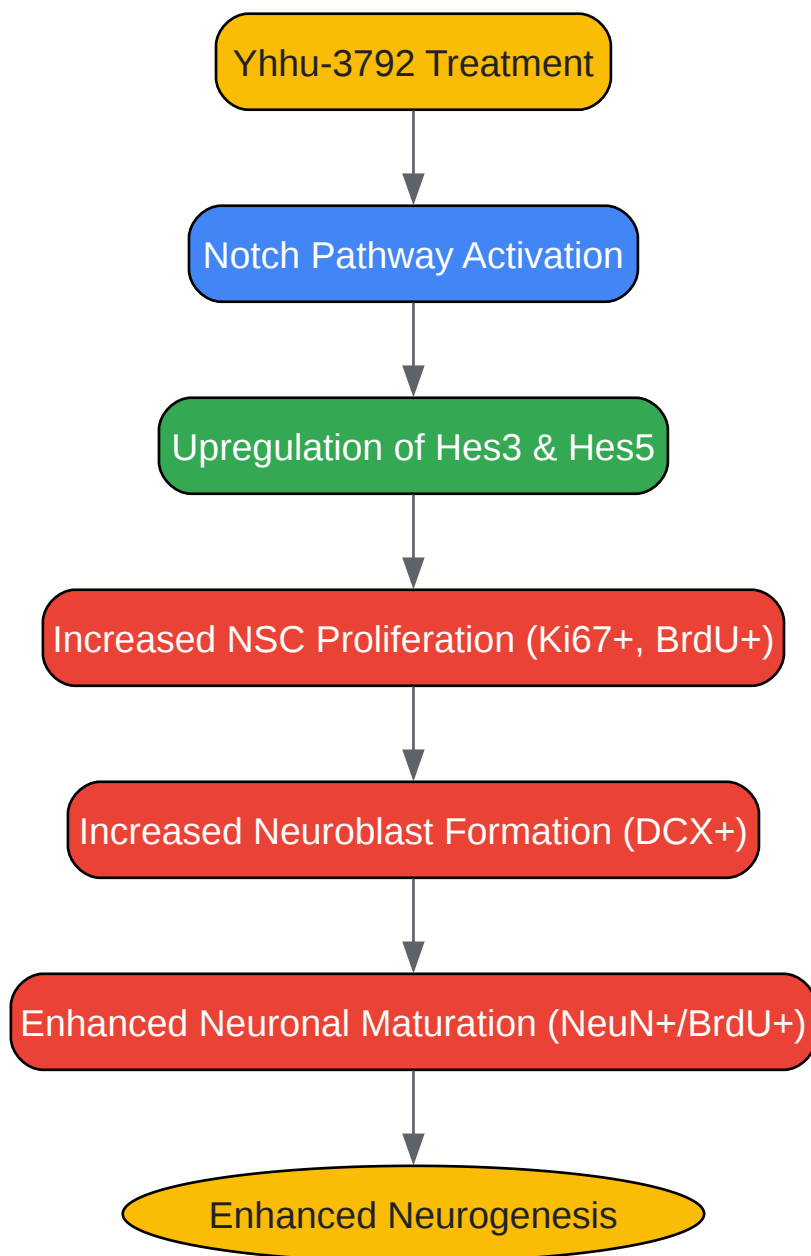 Yhhu-3792 Treatment
Notch Pathway Activation
Upregulation of Hes3 & Hes5
Increased NSC Proliferation (Ki67+, BrdU+)
Increased Neuroblast Formation (DCX+)
Enhanced Neuronal Maturation (NeuN+/BrdU+)
Enhanced Neurogenesis